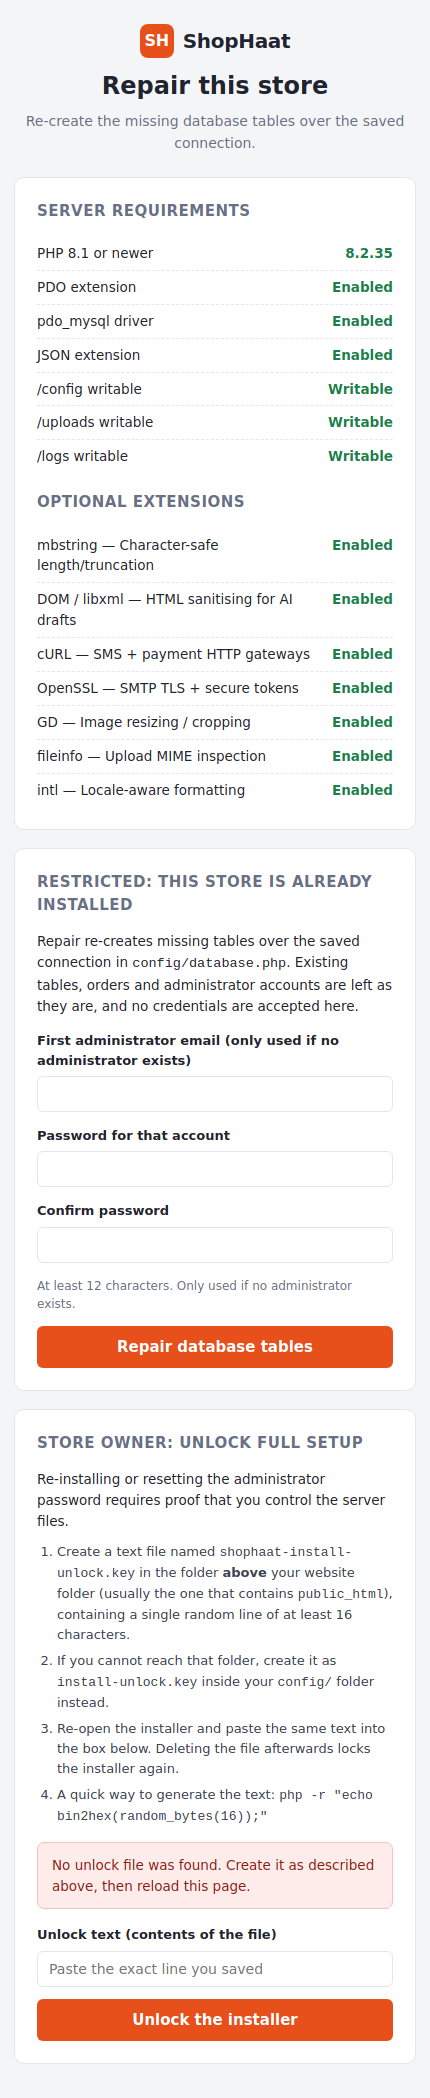 SH ShopHaat
Repair this store
Re-create the missing database tables over the saved
connection.
SERVER REQUIREMENTS
PHP 8.1 or newer 8.2.35
PDO extension Enabled
pdo_mysql driver Enabled
JSON extension Enabled
/config writable Writable
/uploads writable Writable
/logs writable Writable
OPTIONAL EXTENSIONS
mbstring — Character-safe Enabled
length/truncation
DOM / libxml — HTML sanitising for AI Enabled
drafts
cURL — SMS + payment HTTP gateways Enabled
OpenSSL — SMTP TLS + secure tokens Enabled
GD — Image resizing / cropping Enabled
fileinfo — Upload MIME inspection Enabled
intl — Locale-aware formatting Enabled
RESTRICTED: THIS STORE IS ALREADY
INSTALLED
Repair re-creates missing tables over the saved
connection in config/database.php. Existing
tables, orders and administrator accounts are left as
they are, and no credentials are accepted here.
First administrator email (only used if no
administrator exists)
Password for that account
Confirm password
At least 12 characters. Only used if no administrator
exists.
Repair database tables
STORE OWNER: UNLOCK FULL SETUP
Re-installing or resetting the administrator
password requires proof that you control the server
files.
1. Create a text file named shophaat-install-
unlock.key in the folder above your website
folder (usually the one that contains public_html),
containing a single random line of at least 16
characters.
2. If you cannot reach that folder, create it as
install-unlock.key inside your config/ folder
instead.
3. Re-open the installer and paste the same text into
the box below. Deleting the file afterwards locks
the installer again.
4. A quick way to generate the text: php -r "echo
bin2hex(random_bytes(16));"
No unlock file was found. Create it as described
above, then reload this page.
Unlock text (contents of the file)
Paste the exact line you saved
Unlock the installer